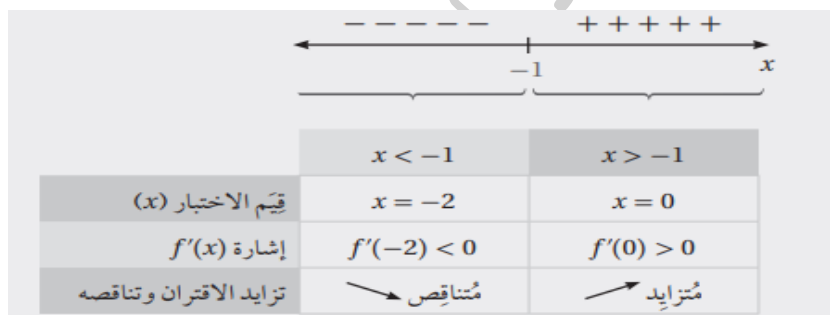 − − − − −	+ + + + +
−1	x
x < −1	x > −1
قِيَم الاختبار (x)	x = −2	x = 0
إشارة f′(x)	f′(−2) < 0	f′(0) > 0
تزايد الاقتران وتناقصه	مُتناقِص	مُتزايِد